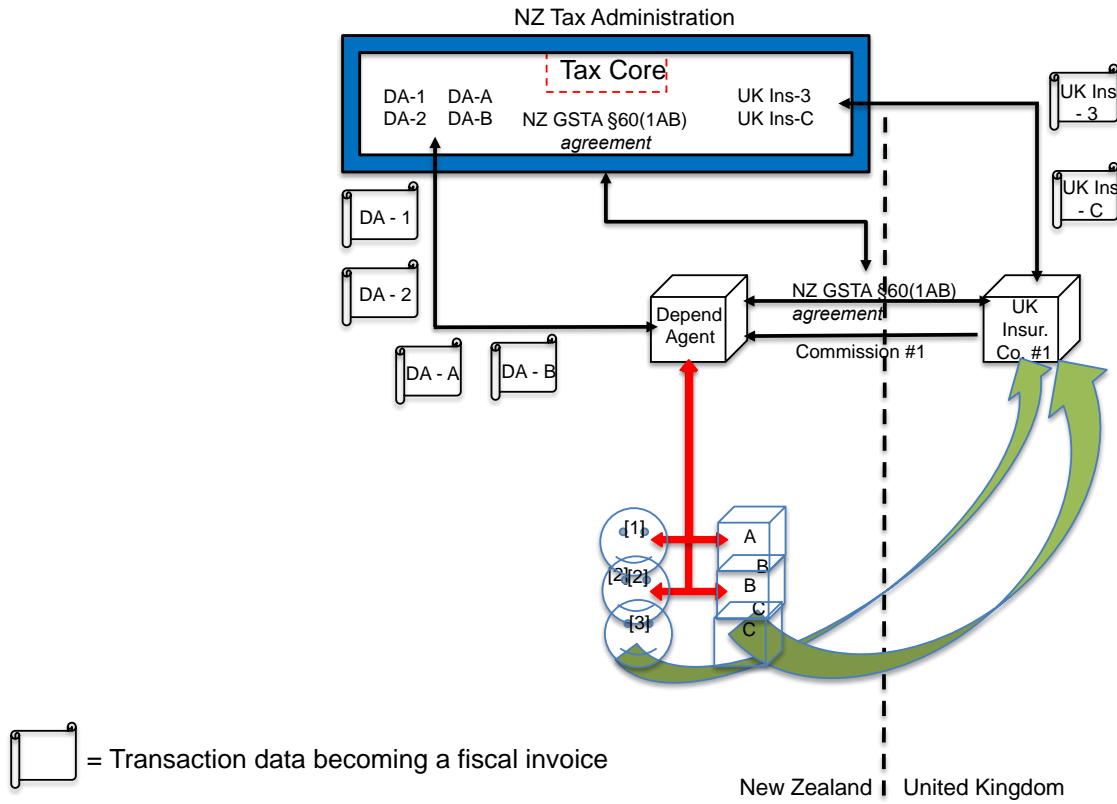 NZ Tax Administration
Tax Core
DA-1 DA-A
DA-2 DA-B
NZ GSTA §60(1AB)
agreement
UK Ins-3
UK Ins-C
UK Ins
- 3
UK Ins
- C
DA - 1
DA - 2
DA - A
DA - B
Depend
Agent
NZ GSTA §60(1AB)
agreement
Commission #1
UK
Insur.
Co. #1
[1]
A
B
[2]
[2]
B
C
[3]
C
= Transaction data becoming a fiscal invoice
New Zealand
United Kingdom